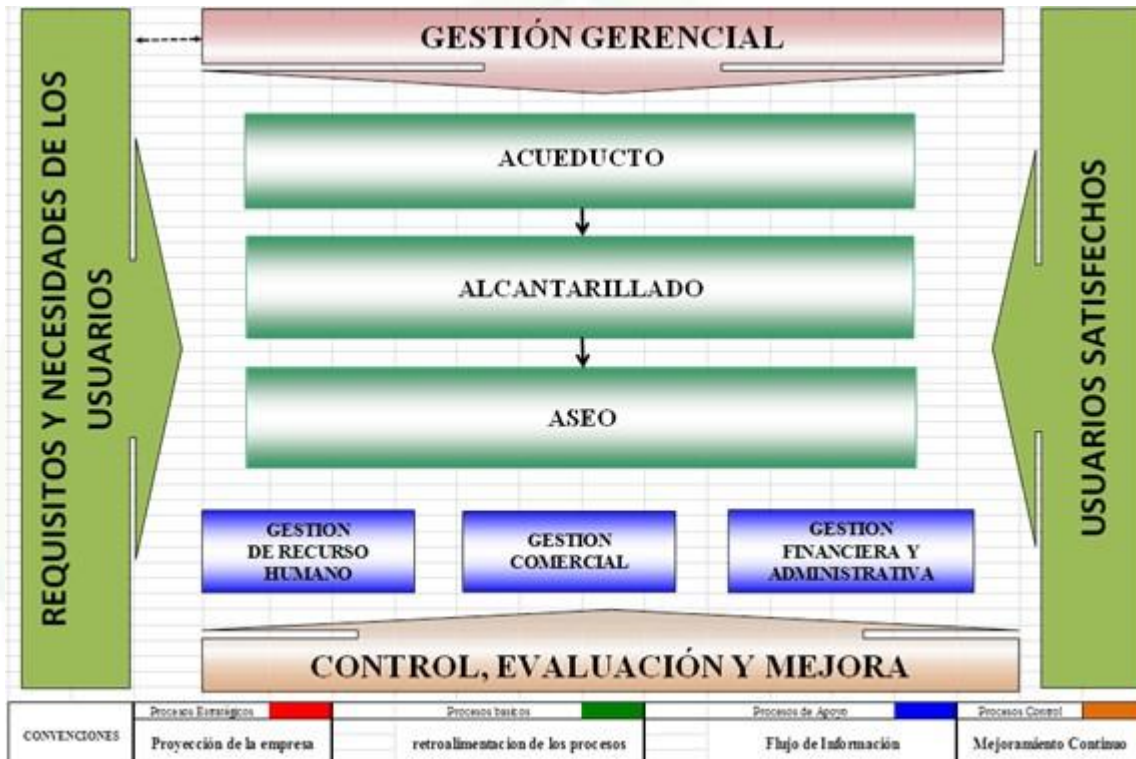 REQUISITOS Y NECESIDADES DE LOS
USUARIOS
GESTIÓN GERENCIAL
ACUEDUCTO
ALCANTARILLADO
ASEO
GESTION
DE RECURSO
HUMANO
GESTION
COMERCIAL
GESTION
FINANCIERA Y
ADMINISTRATIVA
CONTROL, EVALUACIÓN Y MEJORA
USUARIOS SATISFECHOS
CONVENCIONES
Procesos Estratégicos
Procesos basicos
Procesos de Apoyo
Procesos Control
Proyección de la empresa
retroalimentacion de los procesos
Flujo de Información
Mejoramiento Continuo